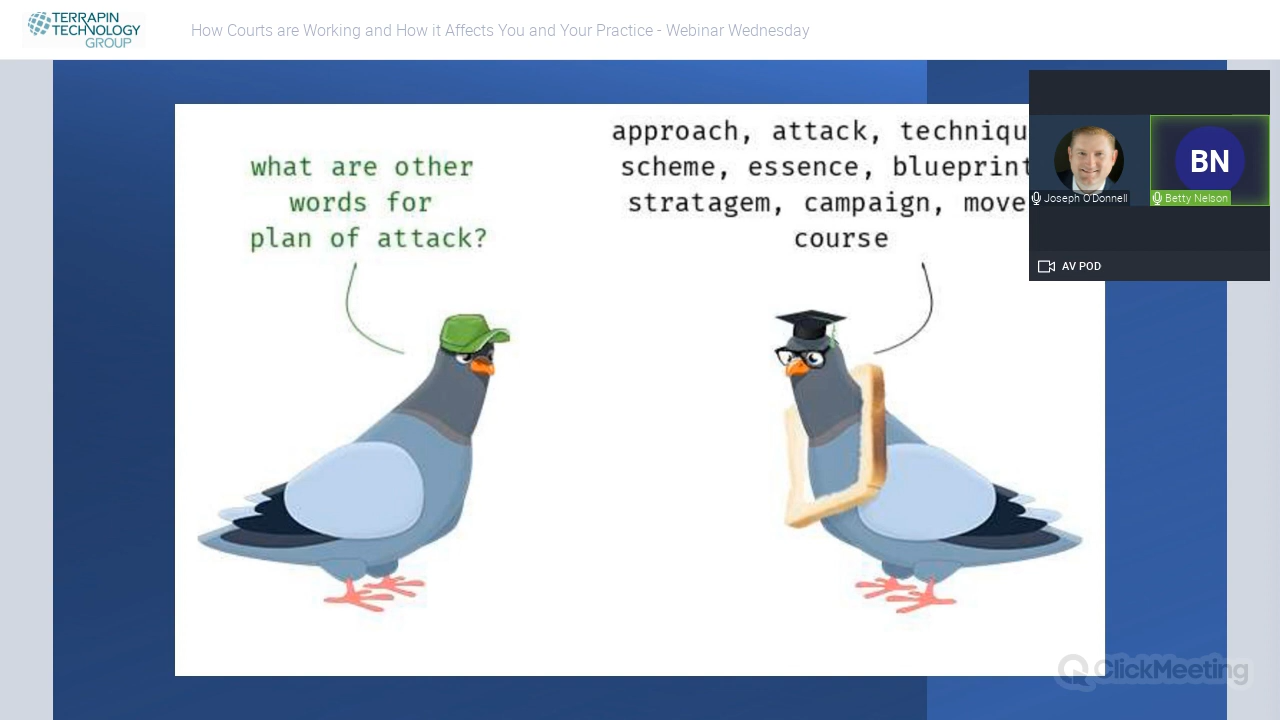 TERRAPIN
TECHNOLOGY
GROUP
How Courts are Working and How it Affects You and Your Practice - Webinar Wednesday
what are other
words for
plan of attack?
approach, attack, techniqu
scheme, essence, blueprint
stratagem, campaign, move
course
BN
Joseph O'Donnell
Betty Nelson
AV POD
ClickMeeting